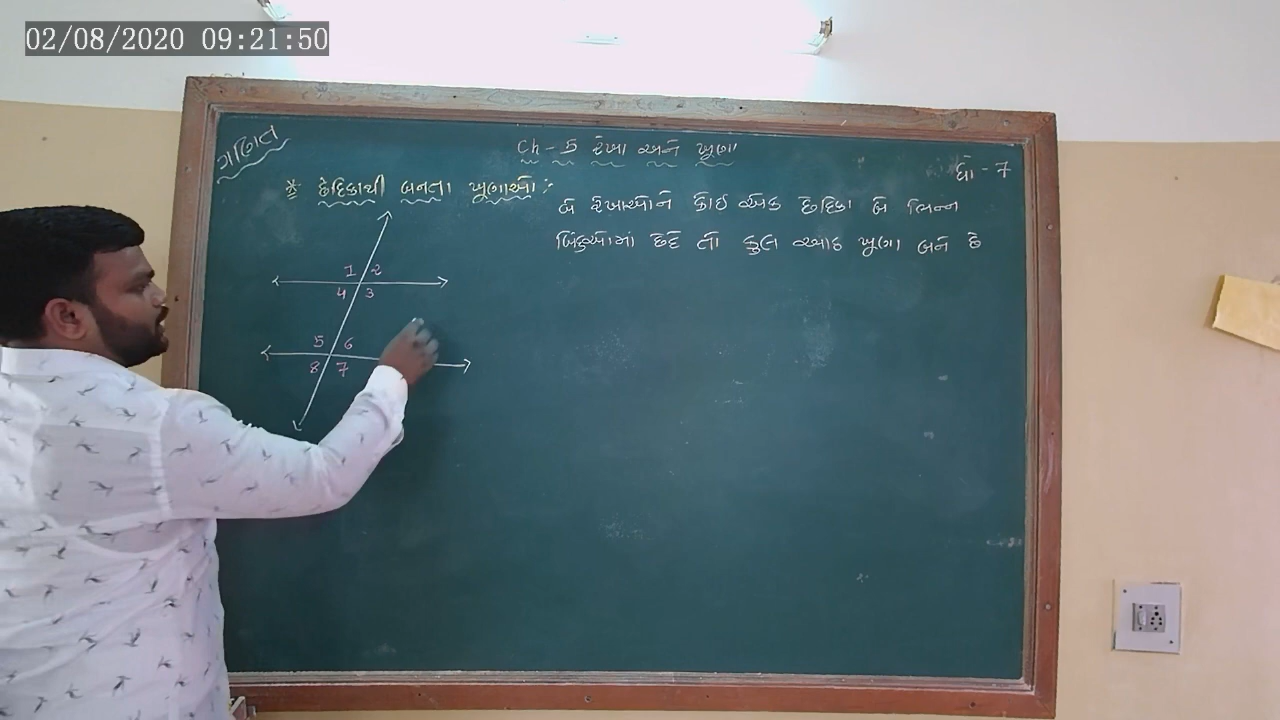 02/08/2020 09:21:50
ગણિત
Ch-5 રેખા અને ખૂણા
ધો-7
* છેદિકાથી બનતા ખૂણાઓ :-
બે રેખાઓને કોઈ એક છેદિકા બે ભિન્ન
બિંદુઓમાં છેદે તો કુલ આઠ ખૂણા બને છે
1 2
4 3
5 6
8 7